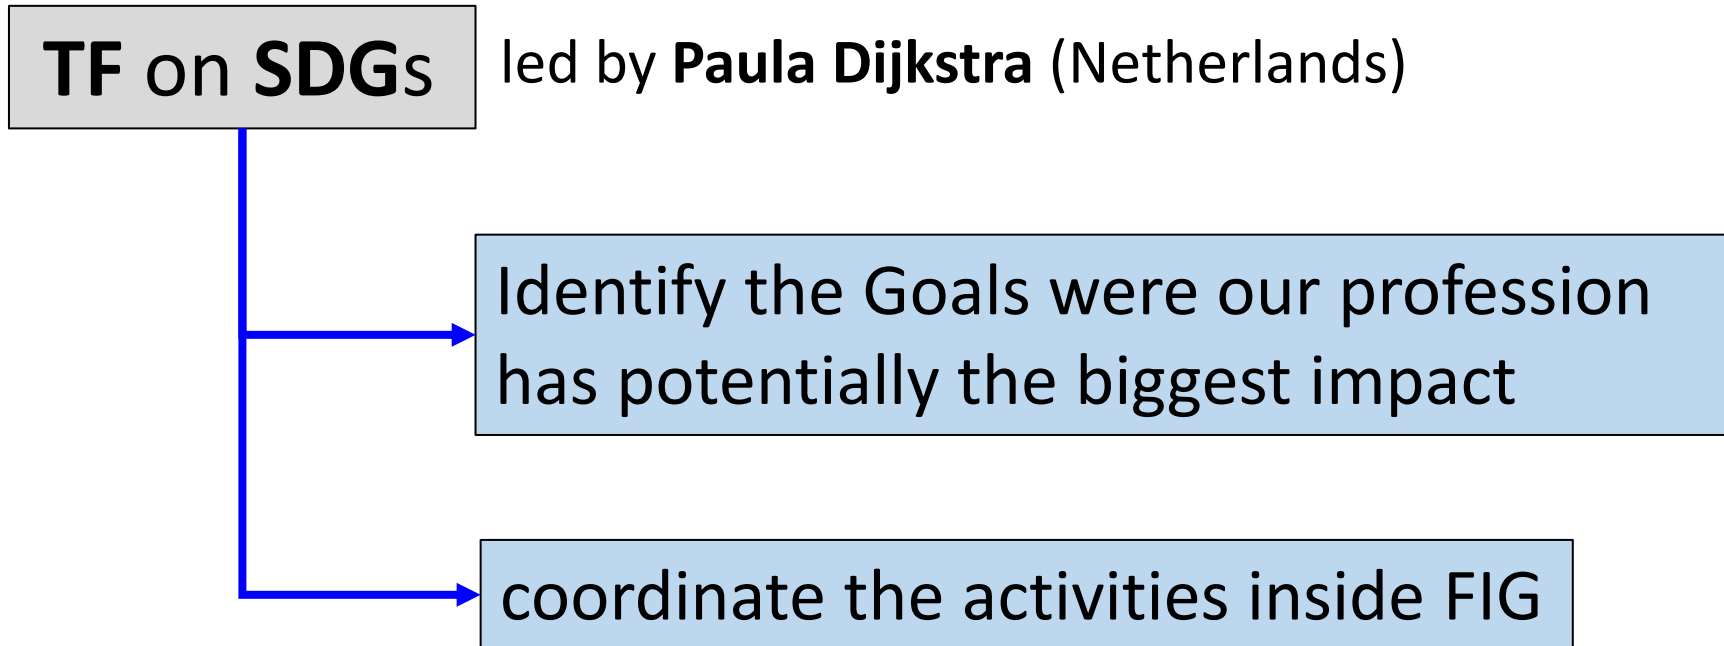 TF on SDGs
led by Paula Dijkstra (Netherlands)
Identify the Goals were our profession
has potentially the biggest impact
coordinate the activities inside FIG